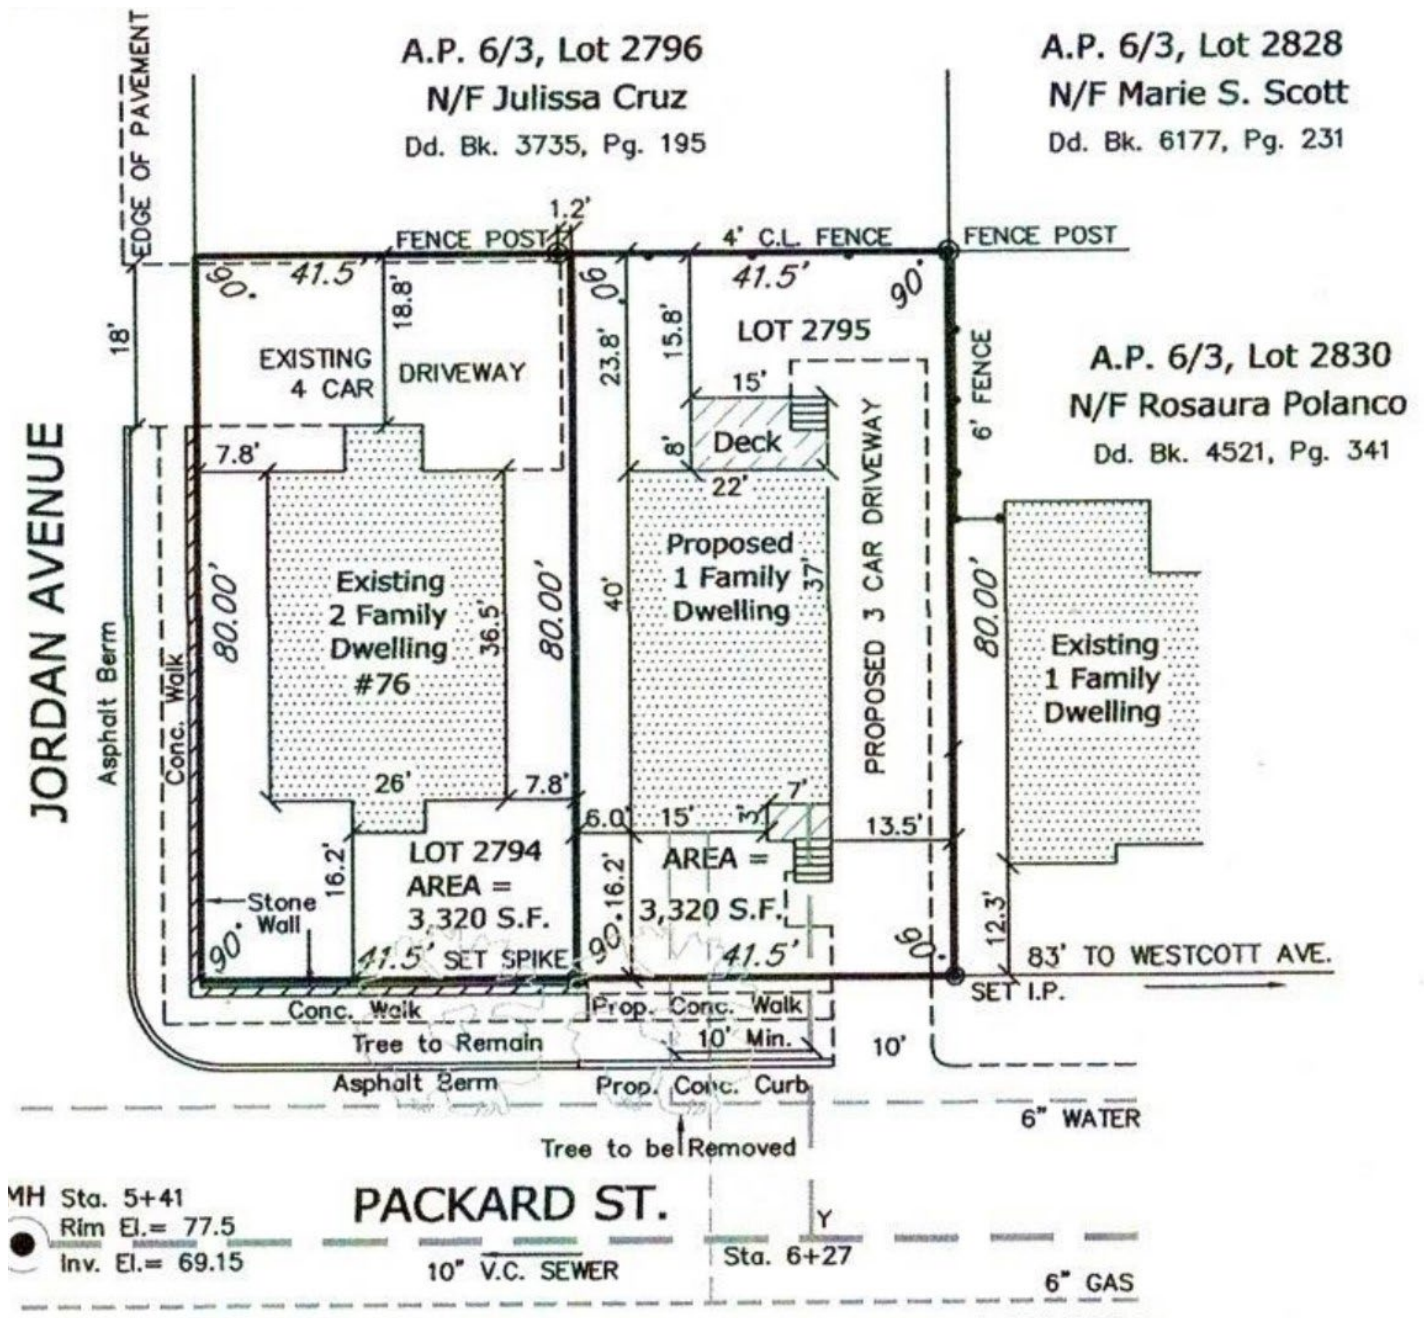 EDGE OF PAVEMENT
A.P. 6/3, Lot 2796
N/F Julissa Cruz
Dd. Bk. 3735, Pg. 195
A.P. 6/3, Lot 2828
N/F Marie S. Scott
Dd. Bk. 6177, Pg. 231
1.2'
FENCE POST
4' C.L. FENCE
FENCE POST
90°
41.5'
90°
41.5'
90°
18'
18.8'
23.8'
15.8'
LOT 2795
6' FENCE
EXISTING
4 CAR
DRIVEWAY
A.P. 6/3, Lot 2830
N/F Rosaura Polanco
Dd. Bk. 4521, Pg. 341
15'
8'
Deck
7.8'
22'
JORDAN AVENUE
Asphalt Berm
Conc. Walk
80.00'
Existing
2 Family
Dwelling
#76
36.5'
80.00'
40'
Proposed
1 Family
Dwelling
37'
PROPOSED 3 CAR DRIVEWAY
80.00'
Existing
1 Family
Dwelling
26'
7.8'
6.0'
15'
3'
7'
13.5'
16.2'
LOT 2794
AREA =
3,320 S.F.
16.2'
AREA =
3,320 S.F.
12.3'
Stone
Wall
90°
41.5'
SET SPIKE
90°
41.5'
90°
83' TO WESTCOTT AVE.
SET I.P.
Conc. Walk
Prop. Conc. Walk
Tree to Remain
10' Min.
10'
Asphalt Berm
Prop. Conc. Curb
6" WATER
Tree to be Removed
MH Sta. 5+41
Rim El.= 77.5
Inv. El.= 69.15
PACKARD ST.
Y
Sta. 6+27
10" V.C. SEWER
6" GAS